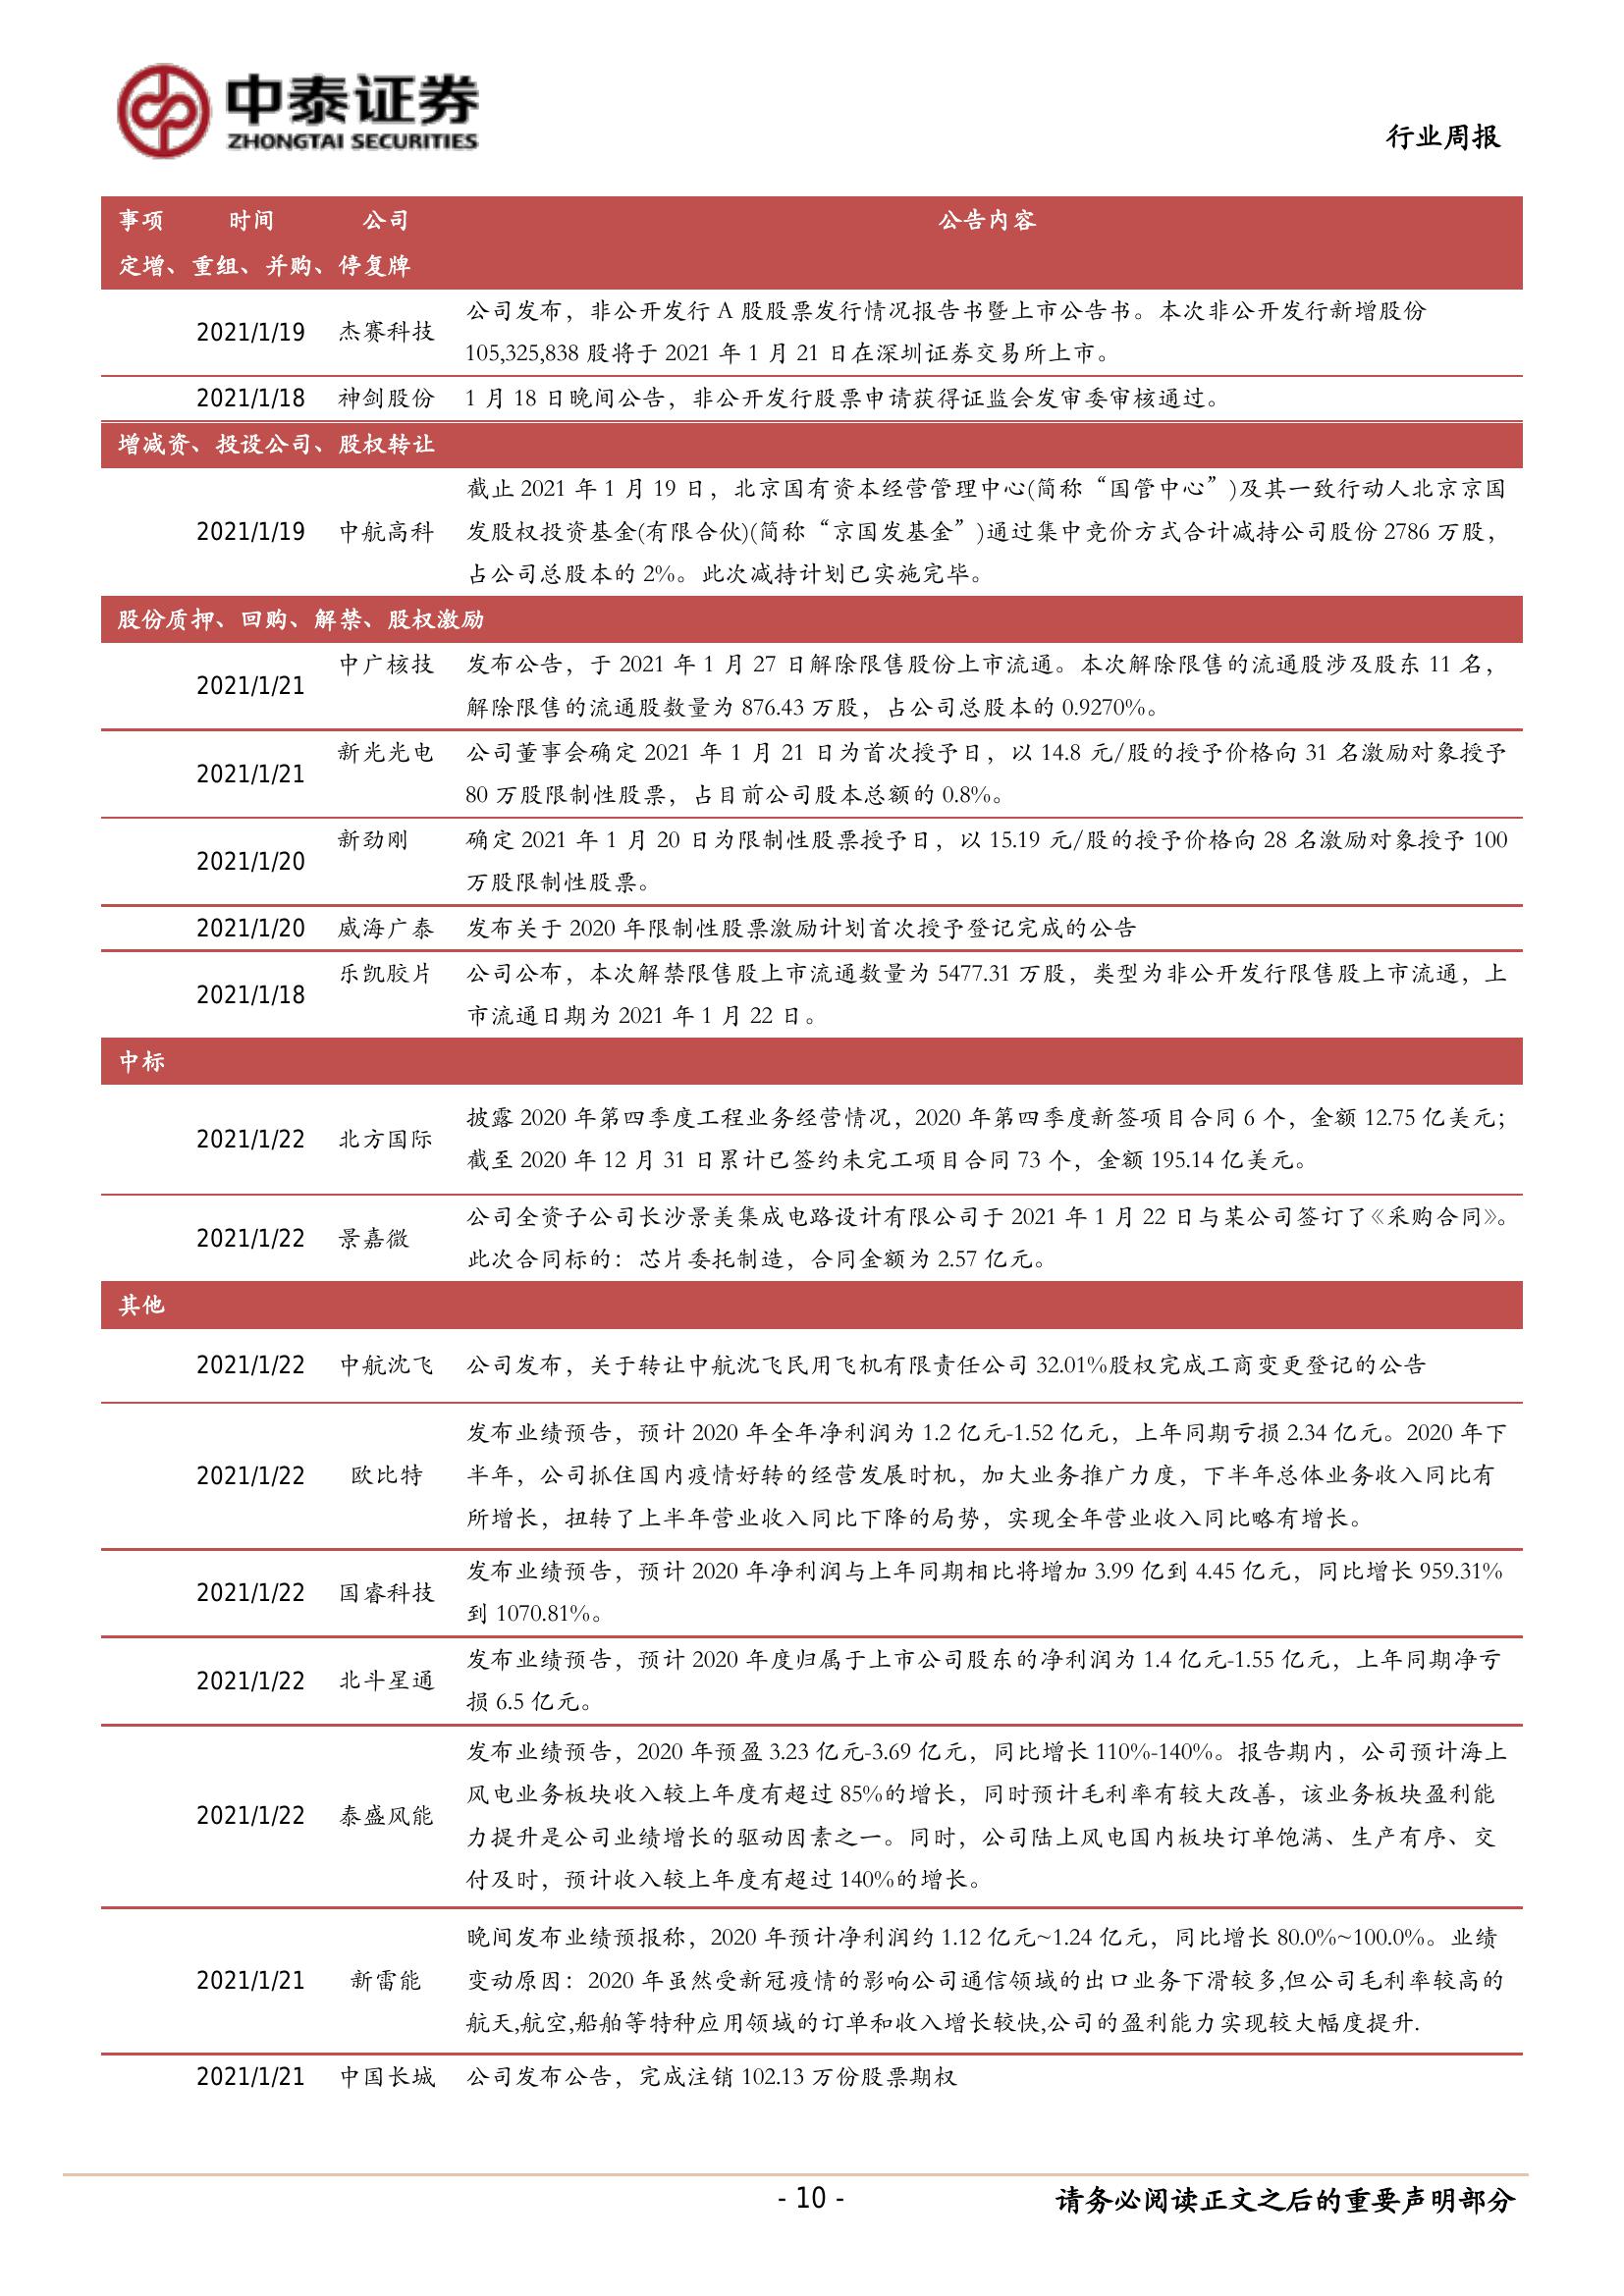 中泰证券
ZHONGTAI SECURITIES
行业周报
事项 时间 公司 公告内容
定增、重组、并购、停复牌
2021/1/19 杰赛科技 公司发布，非公开发行 A 股股票发行情况报告书暨上市公告书。本次非公开发行新增股份
105,325,838 股将于 2021 年 1 月 21 日在深圳证券交易所上市。
2021/1/18 神剑股份 1 月 18 日晚间公告，非公开发行股票申请获得证监会发审委审核通过。
增减资、投设公司、股权转让
截止 2021 年 1 月 19 日，北京国有资本经营管理中心(简称“国管中心”)及其一致行动人北京京国
2021/1/19 中航高科 发股权投资基金(有限合伙)(简称“京国发基金”)通过集中竞价方式合计减持公司股份 2786 万股，
占公司总股本的 2%。此次减持计划已实施完毕。
股份质押、回购、解禁、股权激励
2021/1/21 中广核技 发布公告，于 2021 年 1 月 27 日解除限售股份上市流通。本次解除限售的流通股涉及股东 11 名，
解除限售的流通股数量为 876.43 万股，占公司总股本的 0.9270%。
2021/1/21 新光光电 公司董事会确定 2021 年 1 月 21 日为首次授予日，以 14.8 元/股的授予价格向 31 名激励对象授予
80 万股限制性股票，占目前公司股本总额的 0.8%。
2021/1/20 新劲刚 确定 2021 年 1 月 20 日为限制性股票授予日，以 15.19 元/股的授予价格向 28 名激励对象授予 100
万股限制性股票。
2021/1/20 威海广泰 发布关于 2020 年限制性股票激励计划首次授予登记完成的公告
2021/1/18 乐凯胶片 公司公布，本次解禁限售股上市流通数量为 5477.31 万股，类型为非公开发行限售股上市流通，上
市流通日期为 2021 年 1 月 22 日。
中标
2021/1/22 北方国际 披露 2020 年第四季度工程业务经营情况，2020 年第四季度新签项目合同 6 个，金额 12.75 亿美元；
截至 2020 年 12 月 31 日累计已签约未完工项目合同 73 个，金额 195.14 亿美元。
2021/1/22 景嘉微 公司全资子公司长沙景美集成电路设计有限公司于 2021 年 1 月 22 日与某公司签订了《采购合同》。
此次合同标的：芯片委托制造，合同金额为 2.57 亿元。
其他
2021/1/22 中航沈飞 公司发布，关于转让中航沈飞民用飞机有限责任公司 32.01%股权完成工商变更登记的公告
发布业绩预告，预计 2020 年全年净利润为 1.2 亿元-1.52 亿元，上年同期亏损 2.34 亿元。2020 年下
2021/1/22 欧比特 半年，公司抓住国内疫情好转的经营发展时机，加大业务推广力度，下半年总体业务收入同比有
所增长，扭转了上半年营业收入同比下降的局势，实现全年营业收入同比略有增长。
2021/1/22 国睿科技 发布业绩预告，预计 2020 年净利润与上年同期相比将增加 3.99 亿到 4.45 亿元，同比增长 959.31%
到 1070.81%。
2021/1/22 北斗星通 发布业绩预告，预计 2020 年度归属于上市公司股东的净利润为 1.4 亿元-1.55 亿元，上年同期净亏
损 6.5 亿元。
发布业绩预告，2020 年预盈 3.23 亿元-3.69 亿元，同比增长 110%-140%。报告期内，公司预计海上
风电业务板块收入较上年度有超过 85%的增长，同时预计毛利率有较大改善，该业务板块盈利能
2021/1/22 泰盛风能 力提升是公司业绩增长的驱动因素之一。同时，公司陆上风电国内板块订单饱满、生产有序、交
付及时，预计收入较上年度有超过 140%的增长。
晚间发布业绩预报称，2020 年预计净利润约 1.12 亿元~1.24 亿元，同比增长 80.0%~100.0%。业绩
2021/1/21 新雷能 变动原因：2020 年虽然受新冠疫情的影响公司通信领域的出口业务下滑较多,但公司毛利率较高的
航天,航空,船舶等特种应用领域的订单和收入增长较快,公司的盈利能力实现较大幅度提升.
2021/1/21 中国长城 公司发布公告，完成注销 102.13 万份股票期权
- 10 -
请务必阅读正文之后的重要声明部分